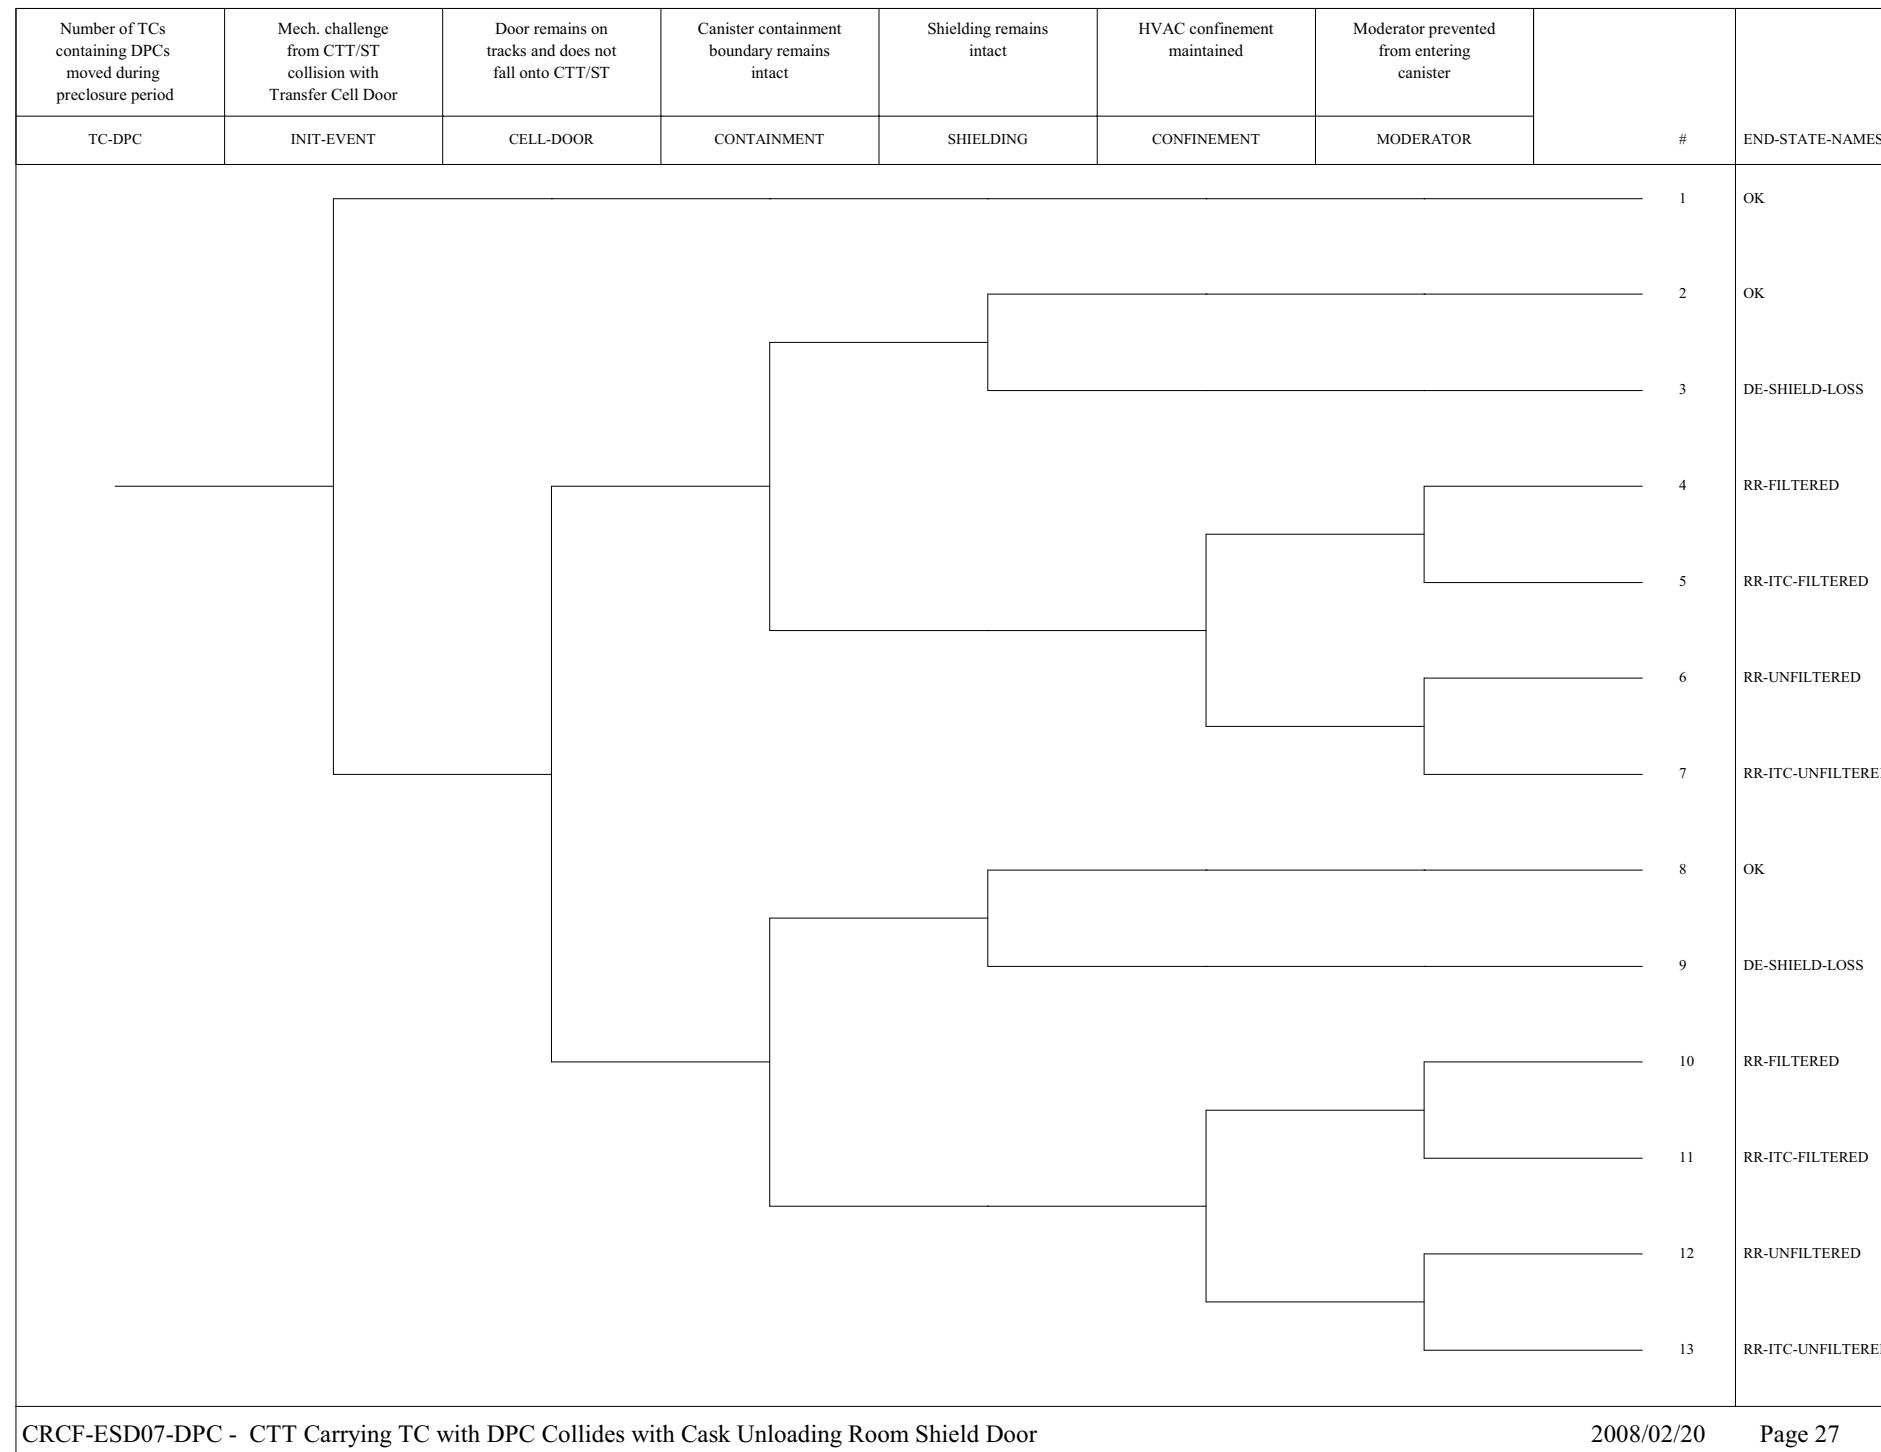 Number of TCs
containing DPCs
moved during
preclosure period
Mech. challenge
from CTT/ST
collision with
Transfer Cell Door
Door remains on
tracks and does not
fall onto CTT/ST
Canister containment
boundary remains
intact
Shielding remains
intact
HVAC confinement
maintained
Moderator prevented
from entering
canister
TC-DPC INIT-EVENT CELL-DOOR CONTAINMENT SHIELDING CONFINEMENT MODERATOR # END-STATE-NAMES
1 OK
2 OK
3 DE-SHIELD-LOSS
4 RR-FILTERED
5 RR-ITC-FILTERED
6 RR-UNFILTERED
7 RR-ITC-UNFILTERE
8 OK
9 DE-SHIELD-LOSS
10 RR-FILTERED
11 RR-ITC-FILTERED
12 RR-UNFILTERED
13 RR-ITC-UNFILTERE
CRCF-ESD07-DPC - CTT Carrying TC with DPC Collides with Cask Unloading Room Shield Door 2008/02/20 Page 27